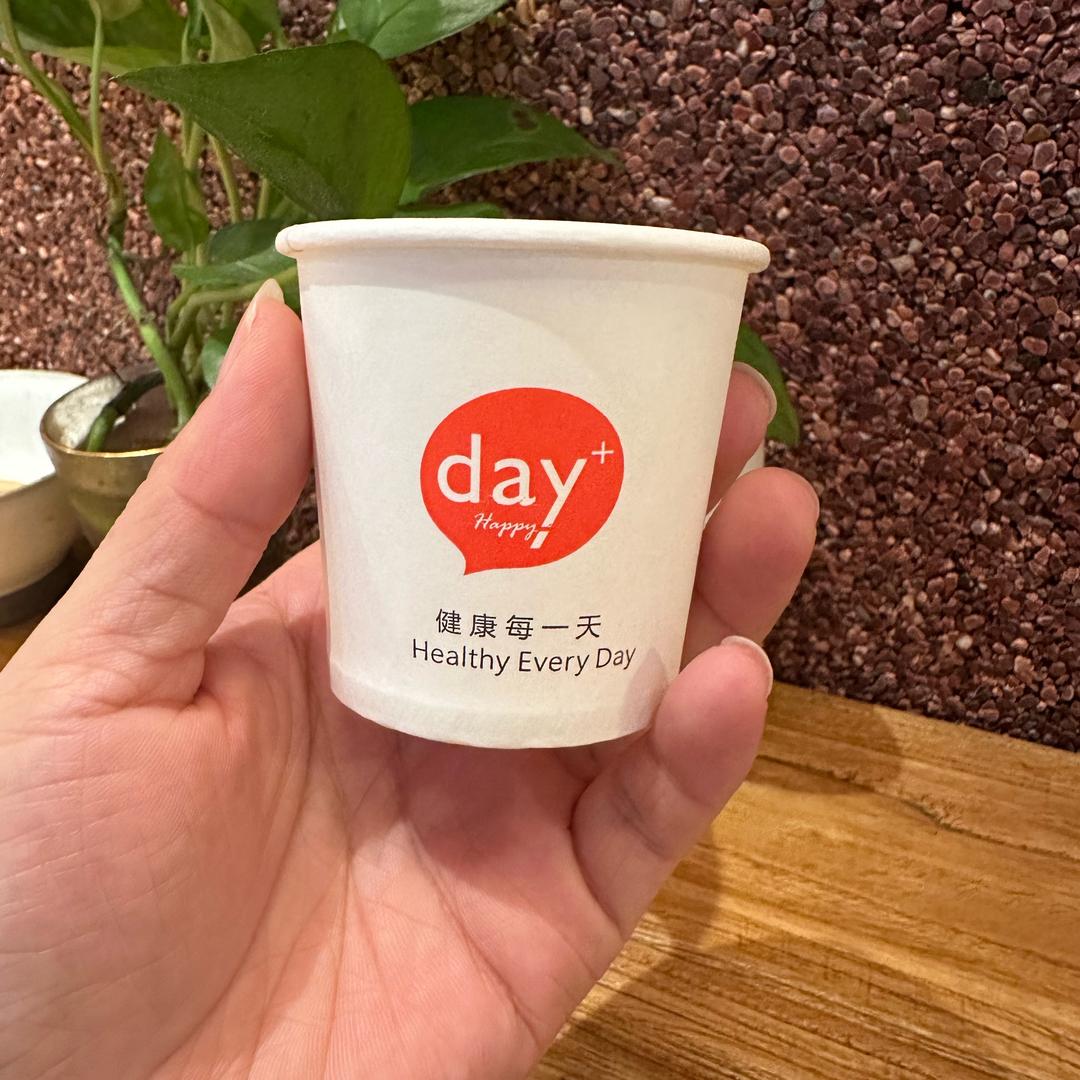 day+
Happy
健康每一天
Healthy Every Day